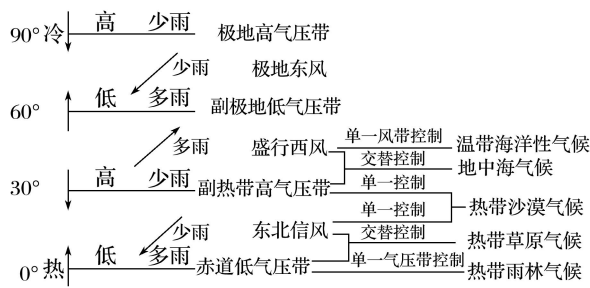 90° 冷 高 少雨 极地高气压带
少雨 极地东风
60° 低 多雨 副极地低气压带
多雨 盛行西风 单一风带控制 温带海洋性气候
交替控制 地中海气候
30° 高 少雨 副热带高气压带 单一控制
单一控制 热带沙漠气候
少雨 东北信风 交替控制 热带草原气候
0° 热 低 多雨 赤道低气压带 单一气压带控制 热带雨林气候